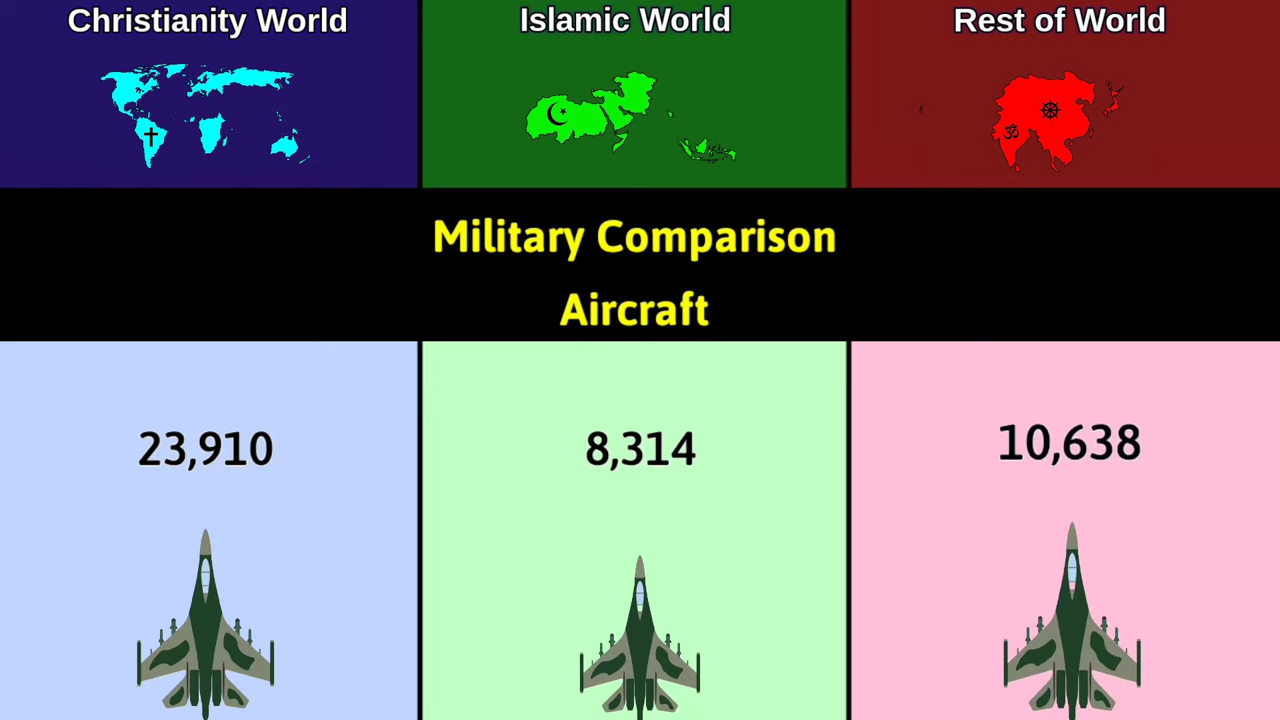 Christianity World
Islamic World
Rest of World
ॐ
Military Comparison
Aircraft
23,910
8,314
10,638